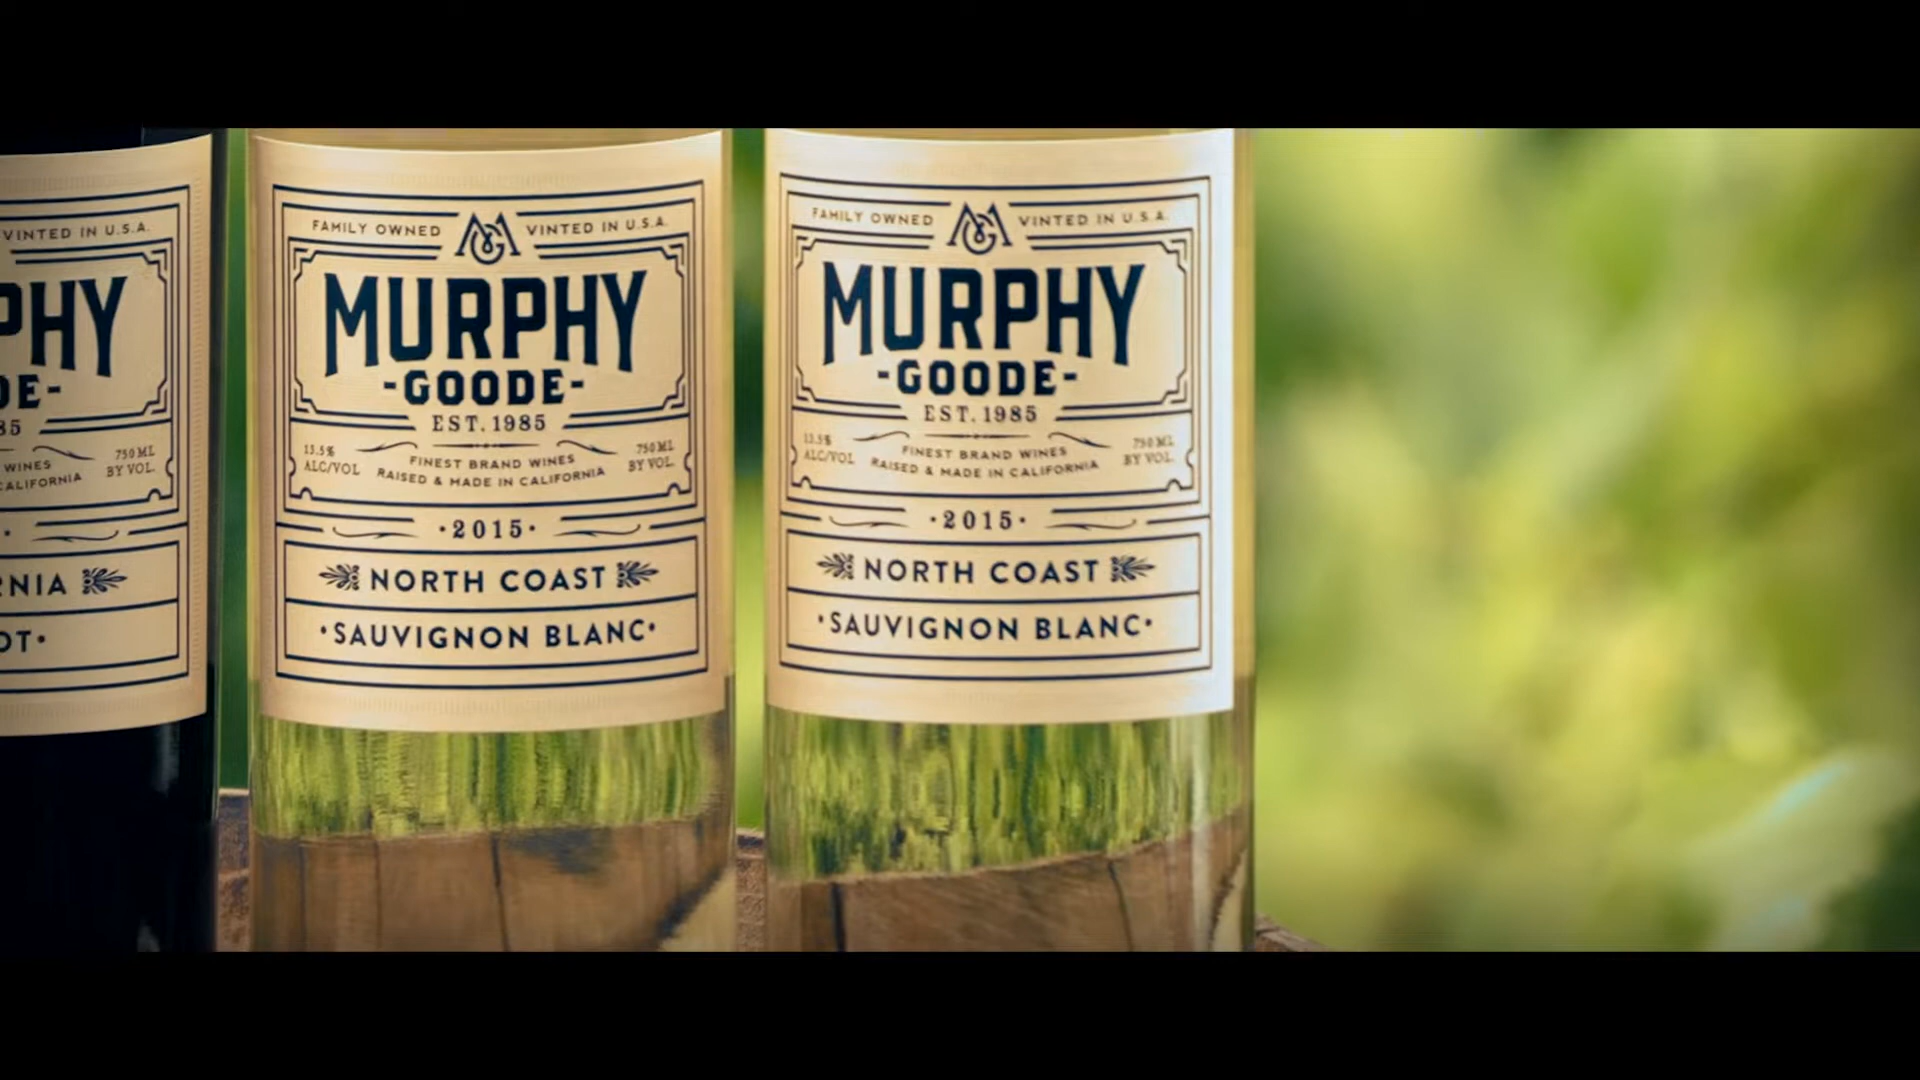 VINTED IN U.S.A.
PHY
DE-
85
WINES
CALIFORNIA
750 ML
BY VOL.
RNIA
OT·
FAMILY OWNED
VINTED IN U.S.A.
MURPHY
-GOODE-
EST. 1985
13.5%
ALC/VOL
FINEST BRAND WINES
RAISED & MADE IN CALIFORNIA
750 ML
BY VOL.
·2015·
NORTH COAST
·SAUVIGNON BLANC·
FAMILY OWNED
VINTED IN U.S.A.
MURPHY
-GOODE-
EST. 1985
13.5%
ALC/VOL
FINEST BRAND WINES
RAISED & MADE IN CALIFORNIA
750 ML
BY VOL.
·2015·
NORTH COAST
·SAUVIGNON BLANC·